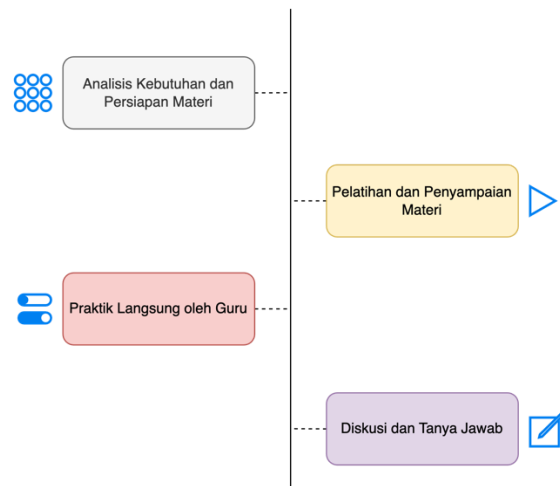 Analisis Kebutuhan dan
Persiapan Materi
Pelatihan dan Penyampaian
Materi
Praktik Langsung oleh Guru
Diskusi dan Tanya Jawab